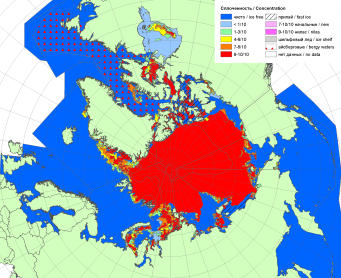 Сплоченность / Concentration
чисто / ice free
< 1/10
1-3/10
4-6/10
7-8/10
9-10/10
припай / fast ice
7-10/10 начальные / new
9-10/10 нилас / nilas
шельфовый лед / ice shelf
айсберговые / bergy waters
нет данных / no data